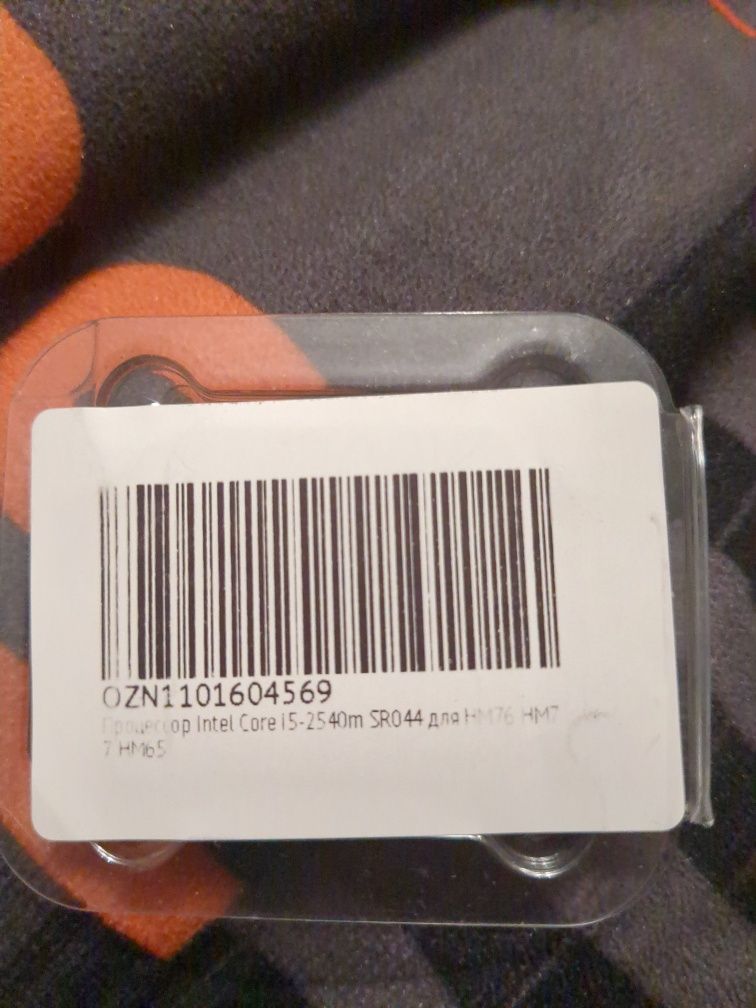 OZN1101604569
Процессор Intel Core i5-2540m SR044 для HM76 HM7
7 HM65